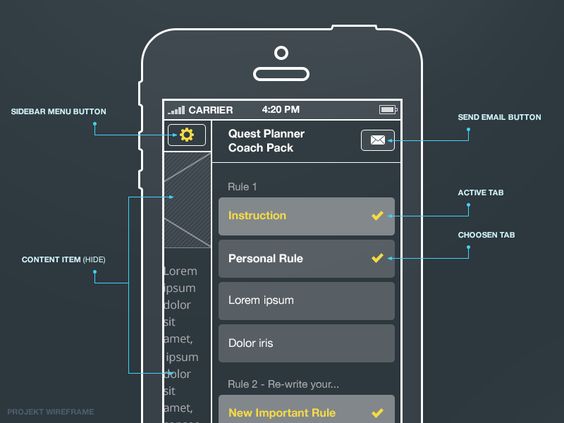 CARRIER
4:20 PM
SIDEBAR MENU BUTTON
SEND EMAIL BUTTON
Quest Planner
Coach Pack
Rule 1
ACTIVE TAB
Instruction
CHOOSEN TAB
Personal Rule
CONTENT ITEM (HIDE)
Lorem
ipsum
dolor
sit
amet,
ipsum
dolor
sit
amet,
Lorem
Lorem ipsum
Dolor iris
Rule 2 - Re-write your...
New Important Rule
PROJEKT WIREFRAME